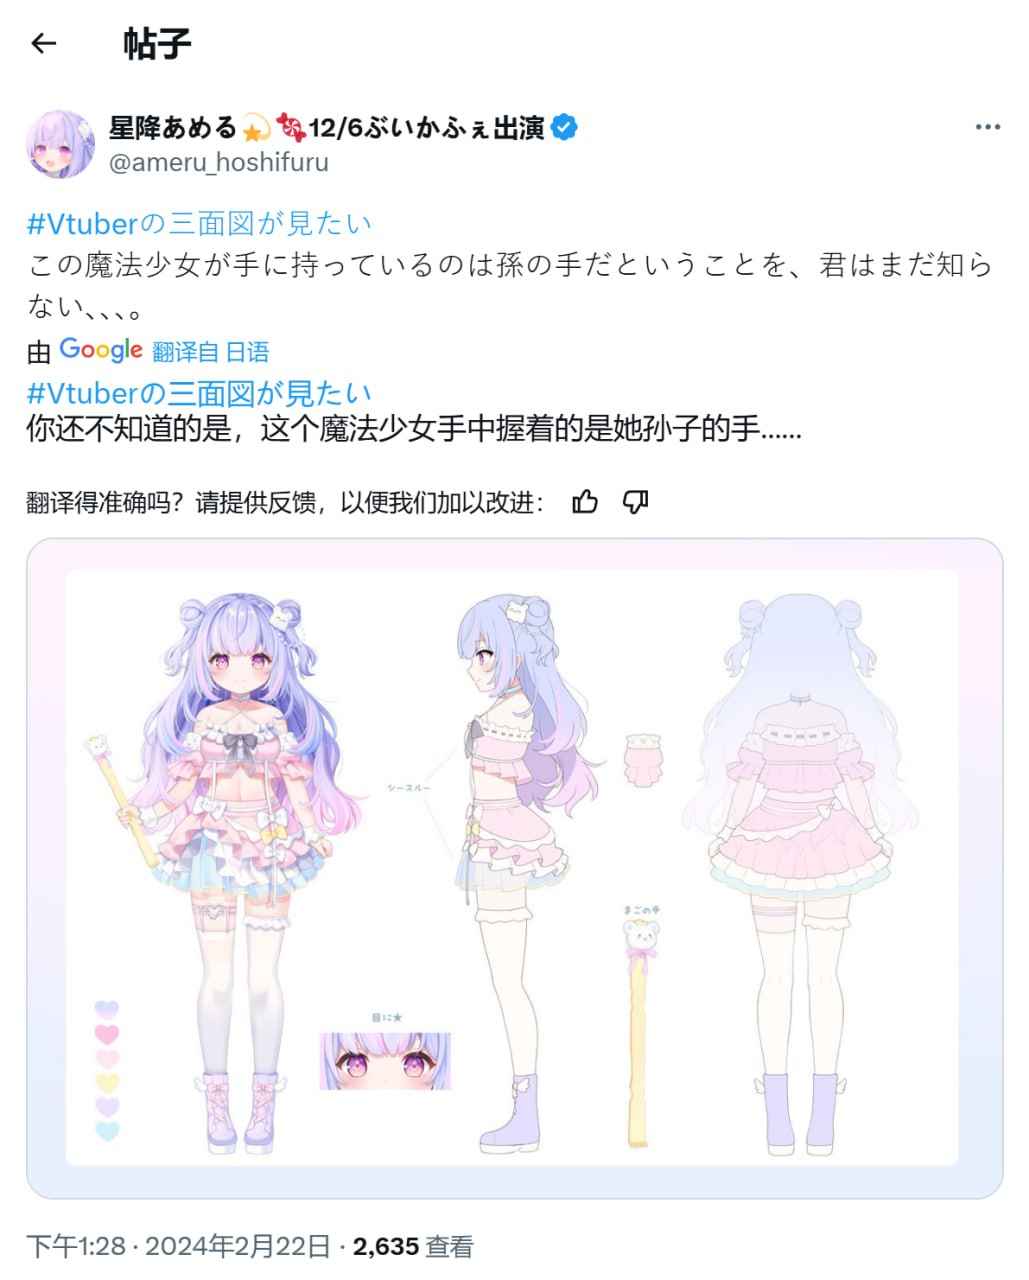 帖子
星降あめる💫🍬12/6ぶいかふぇ出演
@ameru_hoshifuru
#Vtuberの三面図が見たい
この魔法少女が手に持っているのは孫の手だということを、君はまだ知ら
ない、、、。
由 Google 翻译自 日语
#Vtuberの三面図が見たい
你还不知道的是，这个魔法少女手中握着的是她孙子的手……
翻译得准确吗？请提供反馈，以便我们加以改进：
シースルー
まごの手
目に★
下午1:28 · 2024年2月22日 · 2,635 查看